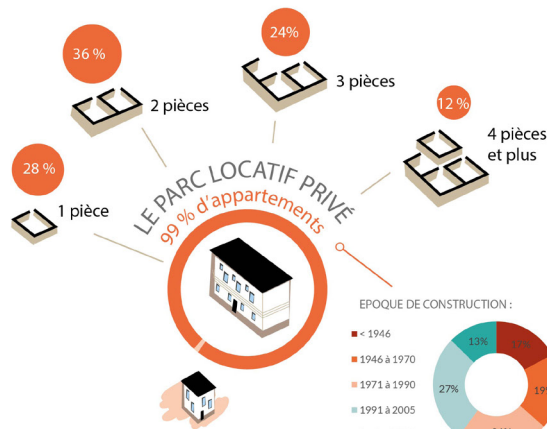 36 %
24%
2 pièces
3 pièces
12 %
4 pièces
et plus
28 %
1 pièce
LE PARC LOCATIF PRIVÉ
99 % d'appartements
EPOQUE DE CONSTRUCTION :
< 1946
1946 à 1970
1971 à 1990
1991 à 2005
13%
17%
27%